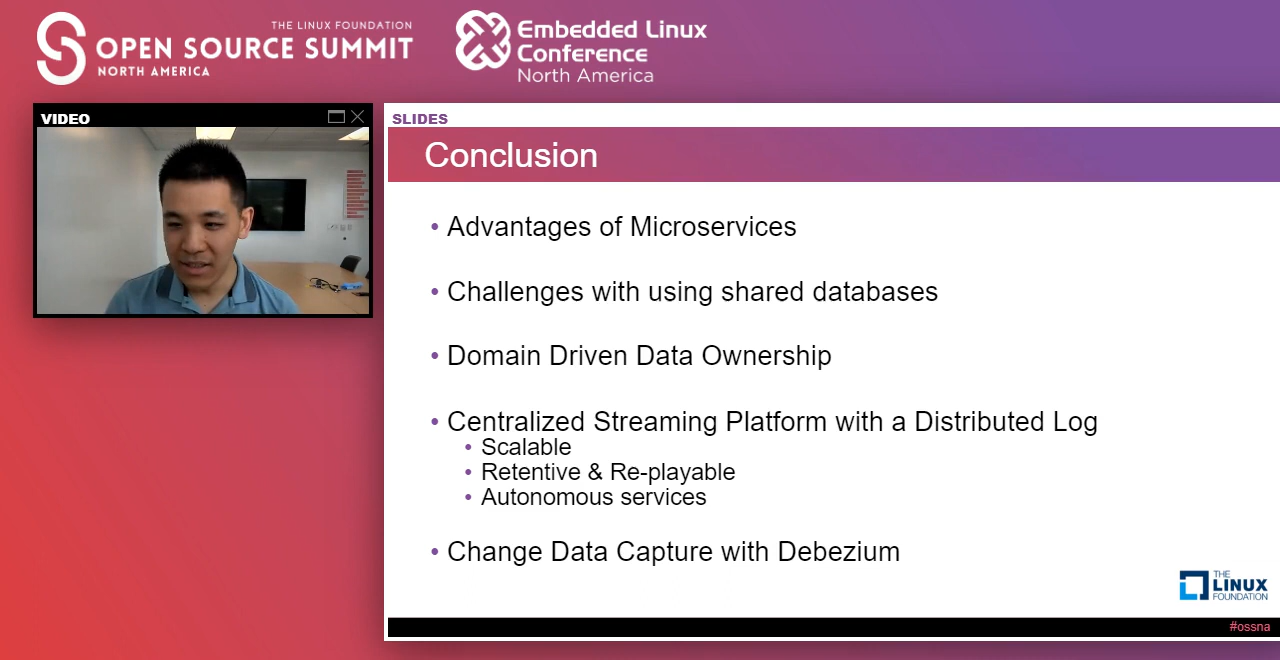 THE LINUX FOUNDATION
OPEN SOURCE SUMMIT
NORTH AMERICA
Embedded Linux
Conference
North America
VIDEO
SLIDES
Conclusion
• Advantages of Microservices
• Challenges with using shared databases
• Domain Driven Data Ownership
• Centralized Streaming Platform with a Distributed Log
• Scalable
• Retentive & Re-playable
• Autonomous services
• Change Data Capture with Debezium
THE
LINUX
FOUNDATION
#ossna